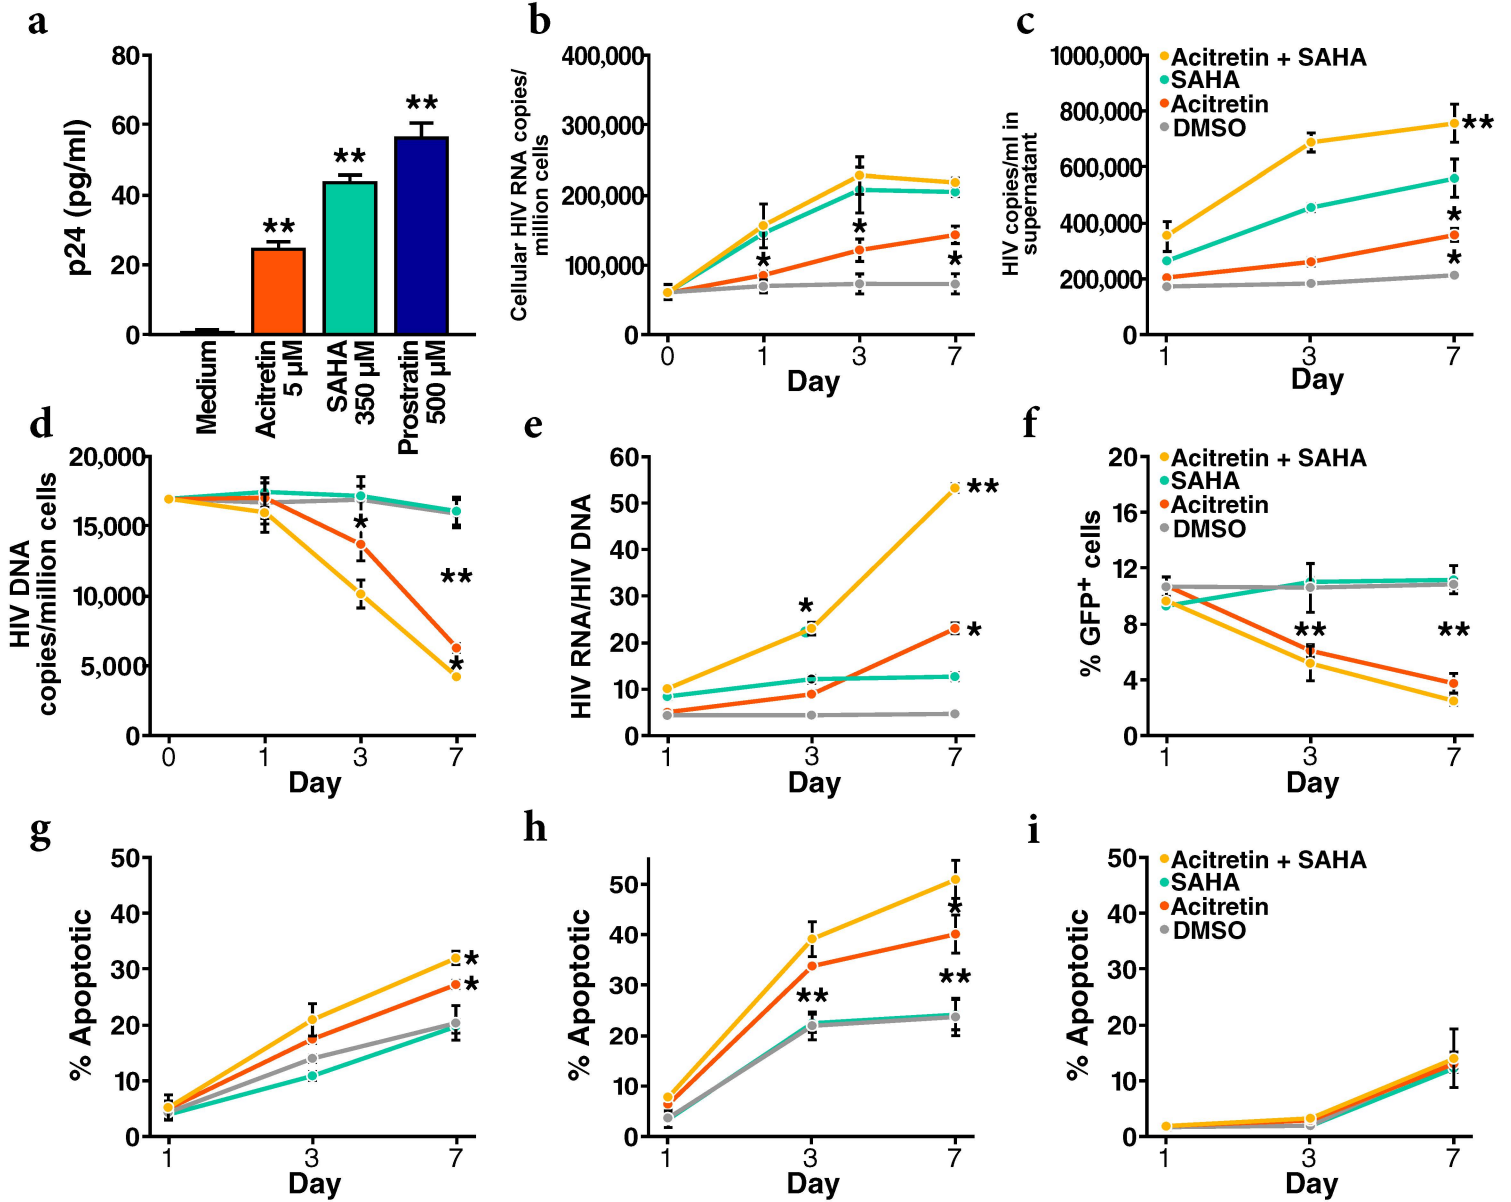 a
80
60
40
20
0
p24 (pg/ml)
**
**
**
Medium
Acitretin
5 µM
SAHA
350 µM
Prostratin
500 µM
b
400,000
300,000
200,000
100,000
0
Cellular HIV RNA copies/
million cells
*
*
*
0 1 3 7
Day
c
1000,000
800,000
600,000
400,000
200,000
0
HIV copies/ml in
supernatant
Acitretin + SAHA
SAHA
Acitretin
DMSO
**
*
*
1 3 7
Day
d
20,000
15,000
10,000
5,000
0
HIV DNA
copies/million cells
*
**
*
0 1 3 7
Day
e
60
50
40
30
20
10
0
HIV RNA/HIV DNA
*
**
*
1 3 7
Day
f
20
16
12
8
4
0
% GFP+ cells
Acitretin + SAHA
SAHA
Acitretin
DMSO
**
**
1 3 7
Day
g
50
40
30
20
10
0
% Apoptotic
*
*
1 3 7
Day
h
50
40
30
20
10
0
% Apoptotic
*
**
**
1 3 7
Day
i
50
40
30
20
10
0
% Apoptotic
Acitretin + SAHA
SAHA
Acitretin
DMSO
1 3 7
Day